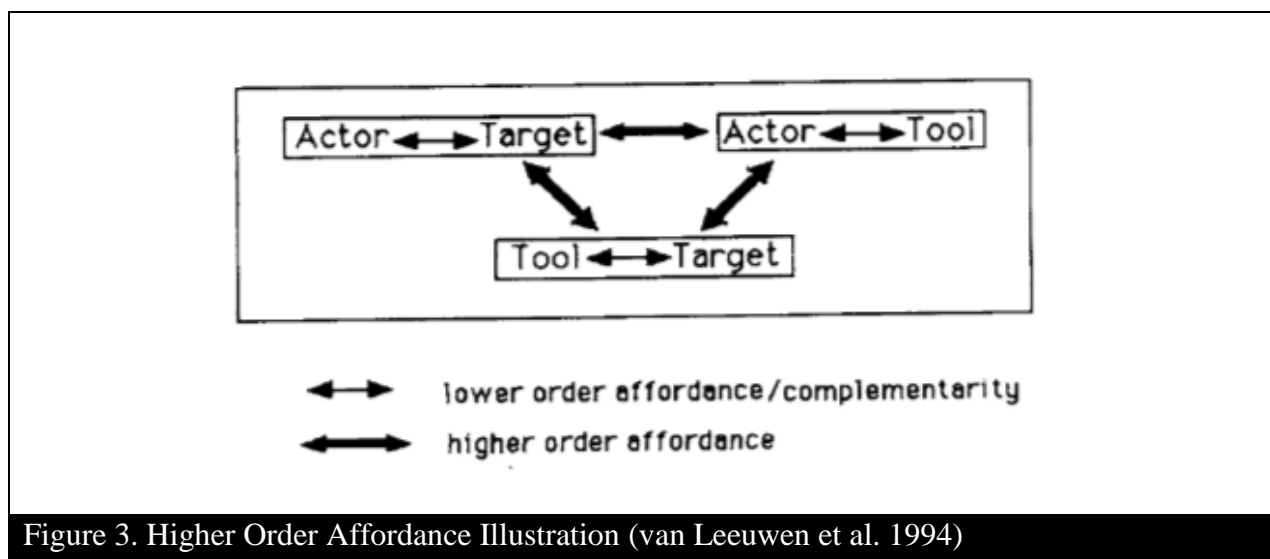 Actor Target Actor Tool
Tool Target
lower order affordance/complementarity
higher order affordance
Figure 3. Higher Order Affordance Illustration (van Leeuwen et al. 1994)